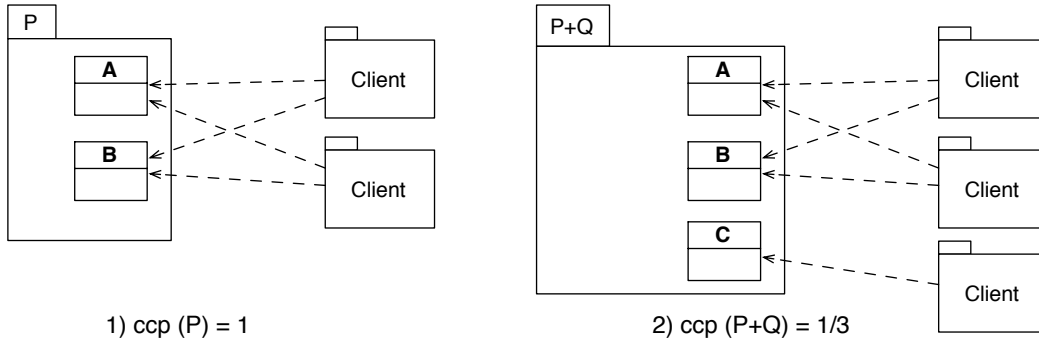 P
A
Client
B
Client
1) ccp (P) = 1
P+Q
A
Client
B
Client
C
Client
2) ccp (P+Q) = 1/3